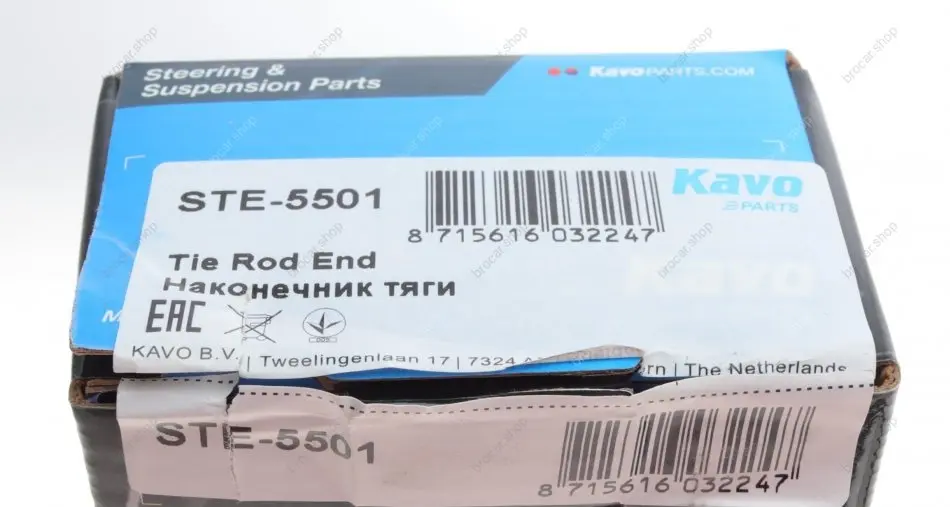 Steering &
Suspension Parts
KavoPARTS.COM
STE-5501
8 715616 032247
Kavo
PARTS
Tie Rod End
Наконечник тяги
Kavo
EAC
KAVO B.V. | Tweelingenlaan 17 | 7324 | The Netherlands
STE-5501
8 715616 032247
brocar.shop